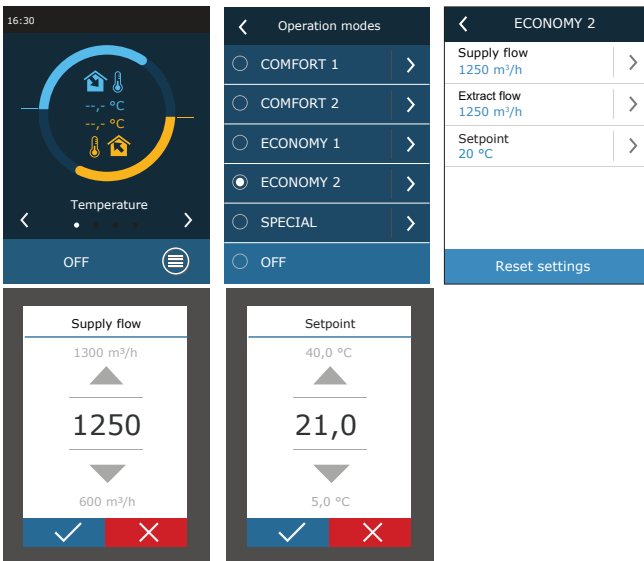 16:30
--,- °C
--,- °C
Temperature
OFF
Operation modes
COMFORT 1
COMFORT 2
ECONOMY 1
ECONOMY 2
SPECIAL
OFF
ECONOMY 2
Supply flow
1250 m³/h
Extract flow
1250 m³/h
Setpoint
20 °C
Reset settings
Supply flow
1300 m³/h
1250
600 m³/h
Setpoint
40,0 °C
21,0
5,0 °C